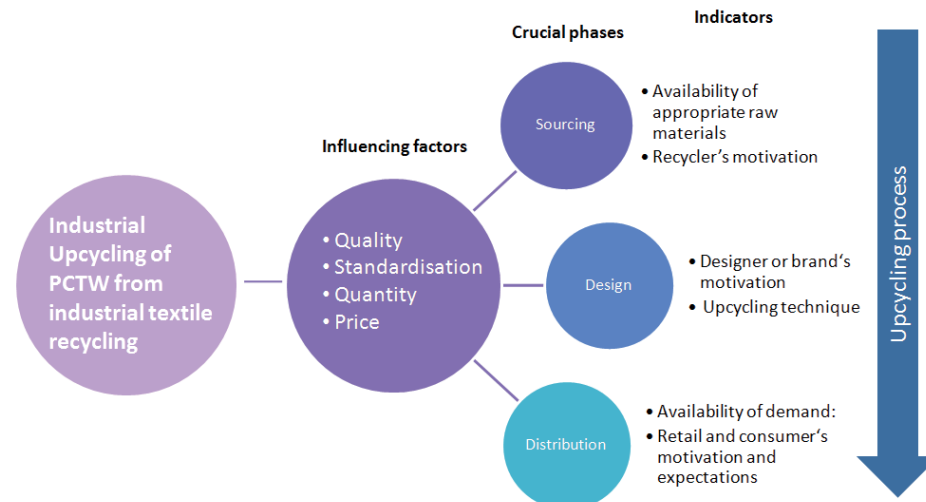 Crucial phases
Indicators
Influencing factors
Industrial
Upcycling of
PCTW from
industrial textile
recycling
• Quality
• Standardisation
• Quantity
• Price
Sourcing
• Availability of
appropriate raw
materials
• Recycler's motivation
Design
• Designer or brand‘s
motivation
• Upcycling technique
Distribution
• Availability of demand:
• Retail and consumer‘s
motivation and
expectations
Upcycling process